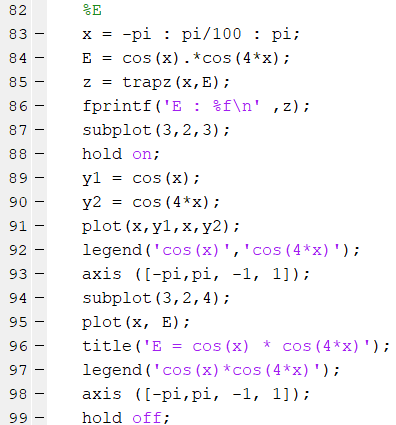 82 %E
83 - x = -pi : pi/100 : pi;
84 - E = cos(x).*cos(4*x);
85 - z = trapz(x,E);
86 - fprintf('E : %f\n' ,z);
87 - subplot(3,2,3);
88 - hold on;
89 - y1 = cos(x);
90 - y2 = cos(4*x);
91 - plot(x,y1,x,y2);
92 - legend('cos(x)','cos(4*x)');
93 - axis ([-pi,pi, -1, 1]);
94 - subplot(3,2,4);
95 - plot(x, E);
96 - title('E = cos(x) * cos(4*x)');
97 - legend('cos(x)*cos(4*x)');
98 - axis ([-pi,pi, -1, 1]);
99 - hold off;